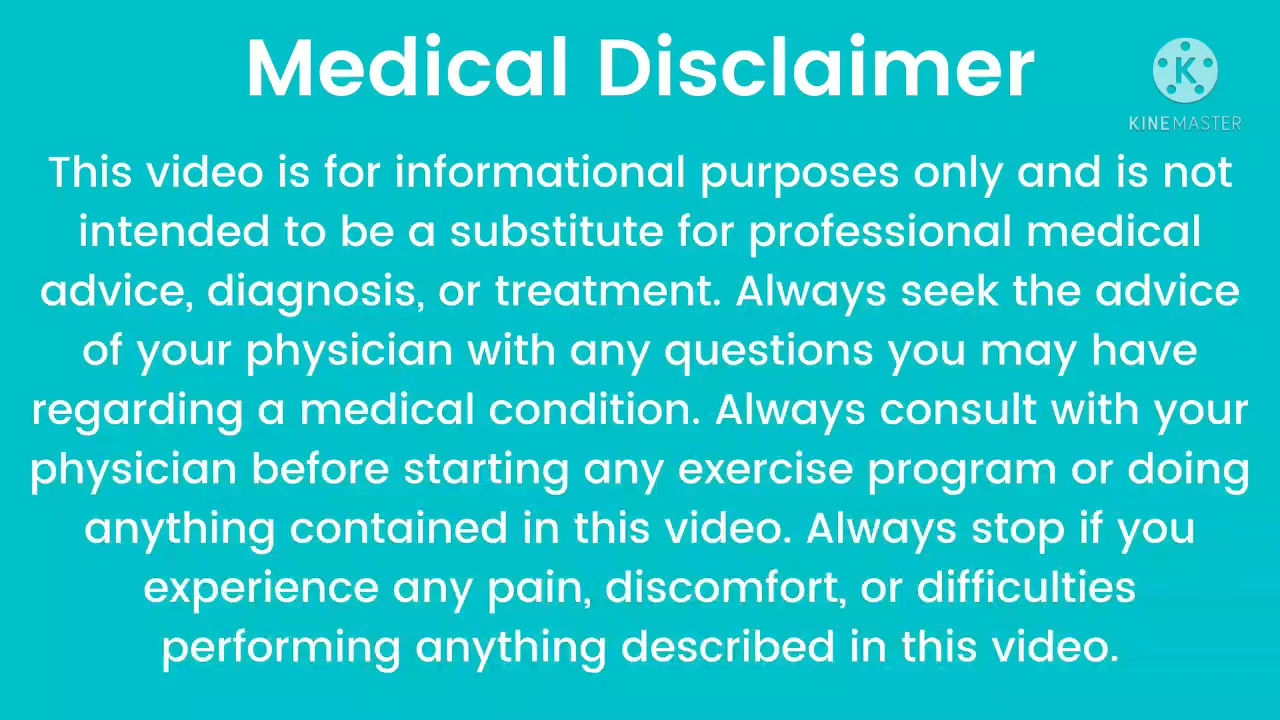 Medical Disclaimer
K
KINEMASTER
This video is for informational purposes only and is not
intended to be a substitute for professional medical
advice, diagnosis, or treatment. Always seek the advice
of your physician with any questions you may have
regarding a medical condition. Always consult with your
physician before starting any exercise program or doing
anything contained in this video. Always stop if you
experience any pain, discomfort, or difficulties
performing anything described in this video.